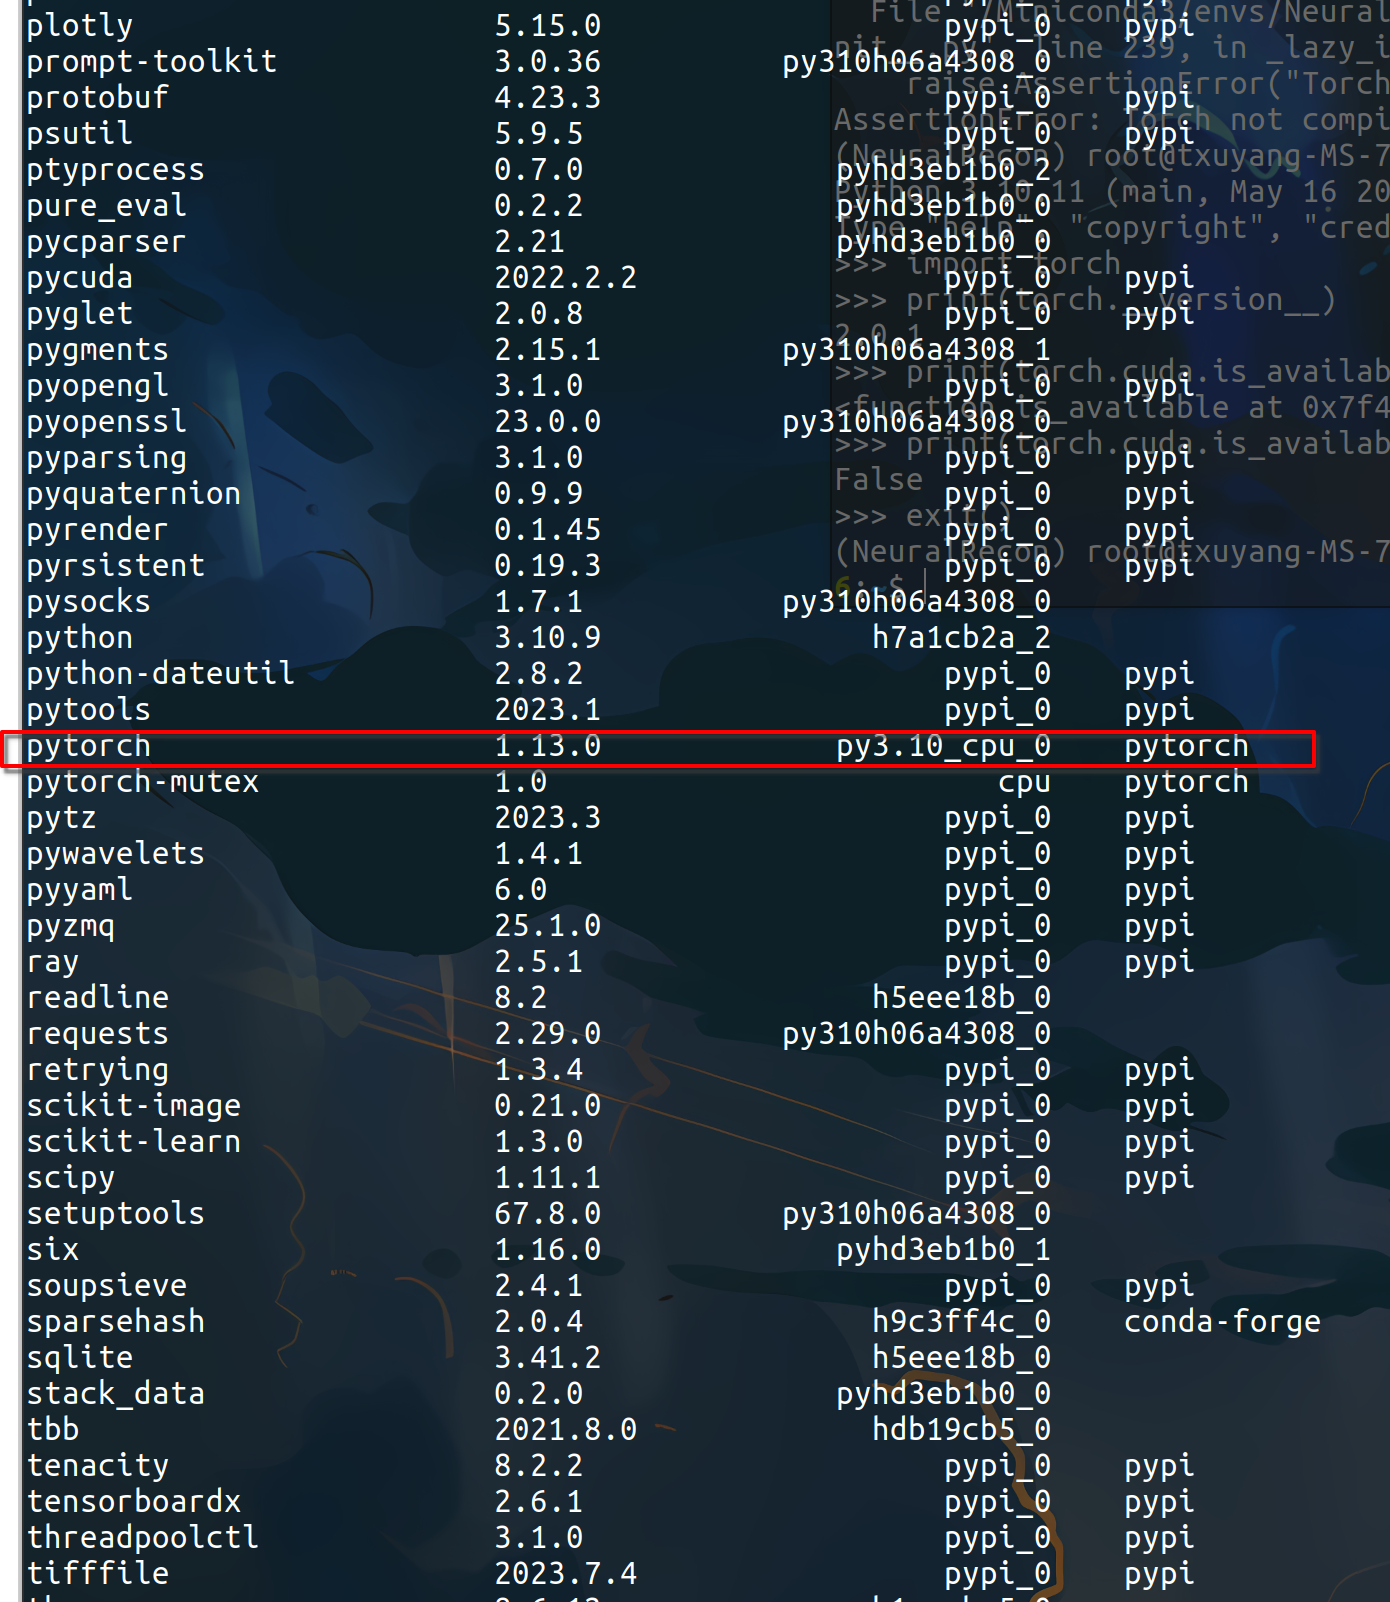 plotly 5.15.0 pypi_0 pypi
prompt-toolkit 3.0.36 py310h06a4308_0
protobuf 4.23.3 pypi_0 pypi
psutil 5.9.5 pypi_0 pypi
ptyprocess 0.7.0 pyhd3eb1b0_2
pure_eval 0.2.2 pyhd3eb1b0_0
pycparser 2.21 pyhd3eb1b0_0
pycuda 2022.2.2 pypi_0 pypi
pyglet 2.0.8 pypi_0 pypi
pygments 2.15.1 py310h06a4308_1
pyopengl 3.1.0 pypi_0 pypi
pyopenssl 23.0.0 py310h06a4308_0
pyparsing 3.1.0 pypi_0 pypi
pyquaternion 0.9.9 pypi_0 pypi
pyrender 0.1.45 pypi_0 pypi
pyrsistent 0.19.3 pypi_0 pypi
pysocks 1.7.1 py310h06a4308_0
python 3.10.9 h7a1cb2a_2
python-dateutil 2.8.2 pypi_0 pypi
pytools 2023.1 pypi_0 pypi
pytorch 1.13.0 py3.10_cpu_0 pytorch
pytorch-mutex 1.0 cpu pytorch
pytz 2023.3 pypi_0 pypi
pywavelets 1.4.1 pypi_0 pypi
pyyaml 6.0 pypi_0 pypi
pyzmq 25.1.0 pypi_0 pypi
ray 2.5.1 pypi_0 pypi
readline 8.2 h5eee18b_0
requests 2.29.0 py310h06a4308_0
retrying 1.3.4 pypi_0 pypi
scikit-image 0.21.0 pypi_0 pypi
scikit-learn 1.3.0 pypi_0 pypi
scipy 1.11.1 pypi_0 pypi
setuptools 67.8.0 py310h06a4308_0
six 1.16.0 pyhd3eb1b0_1
soupsieve 2.4.1 pypi_0 pypi
sparsehash 2.0.4 h9c3ff4c_0 conda-forge
sqlite 3.41.2 h5eee18b_0
stack_data 0.2.0 pyhd3eb1b0_0
tbb 2021.8.0 hdb19cb5_0
tenacity 8.2.2 pypi_0 pypi
tensorboardx 2.6.1 pypi_0 pypi
threadpoolctl 3.1.0 pypi_0 pypi
tifffile 2023.7.4 pypi_0 pypi
File "/Miniconda3/envs/Neural
line 239, in _lazy_i
raise AssertionError("Torch
AssertionError: Torch not compi
(NeuralRecon) root@txuyang-MS-7
Python 3.10.11 (main, May 16 20
Type "help", "copyright", "cred
>>> import torch
>>> print(torch.__version__)
2.0.1
>>> print(torch.cuda.is_availab
<function is_available at 0x7f4
>>> print(torch.cuda.is_availab
False
>>> exit()
(NeuralRecon) root@txuyang-MS-7
6:~$